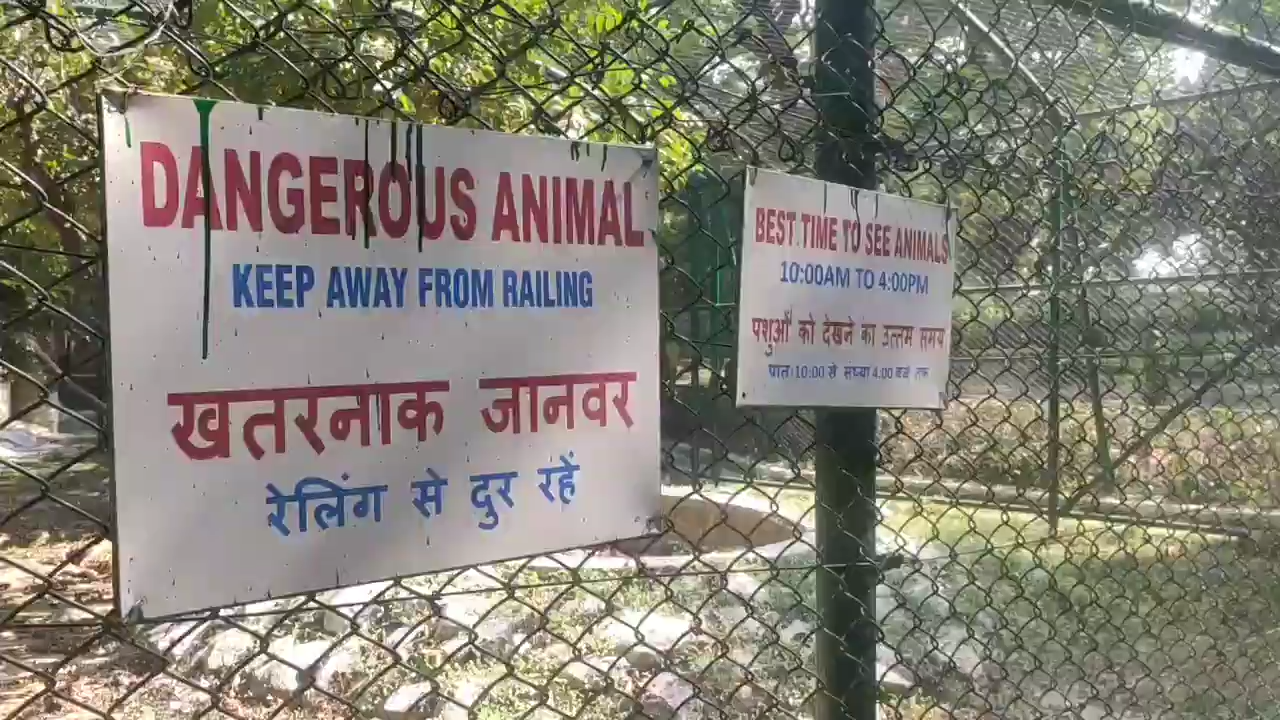 DANGEROUS ANIMAL
KEEP AWAY FROM RAILING
खतरनाक जानवर
रेलिंग से दुर रहें
BEST TIME TO SEE ANIMALS
10:00AM TO 4:00PM
पशुओं को देखने का उत्तम समय
प्रात: 10:00 से संध्या 4:00 बजे तक